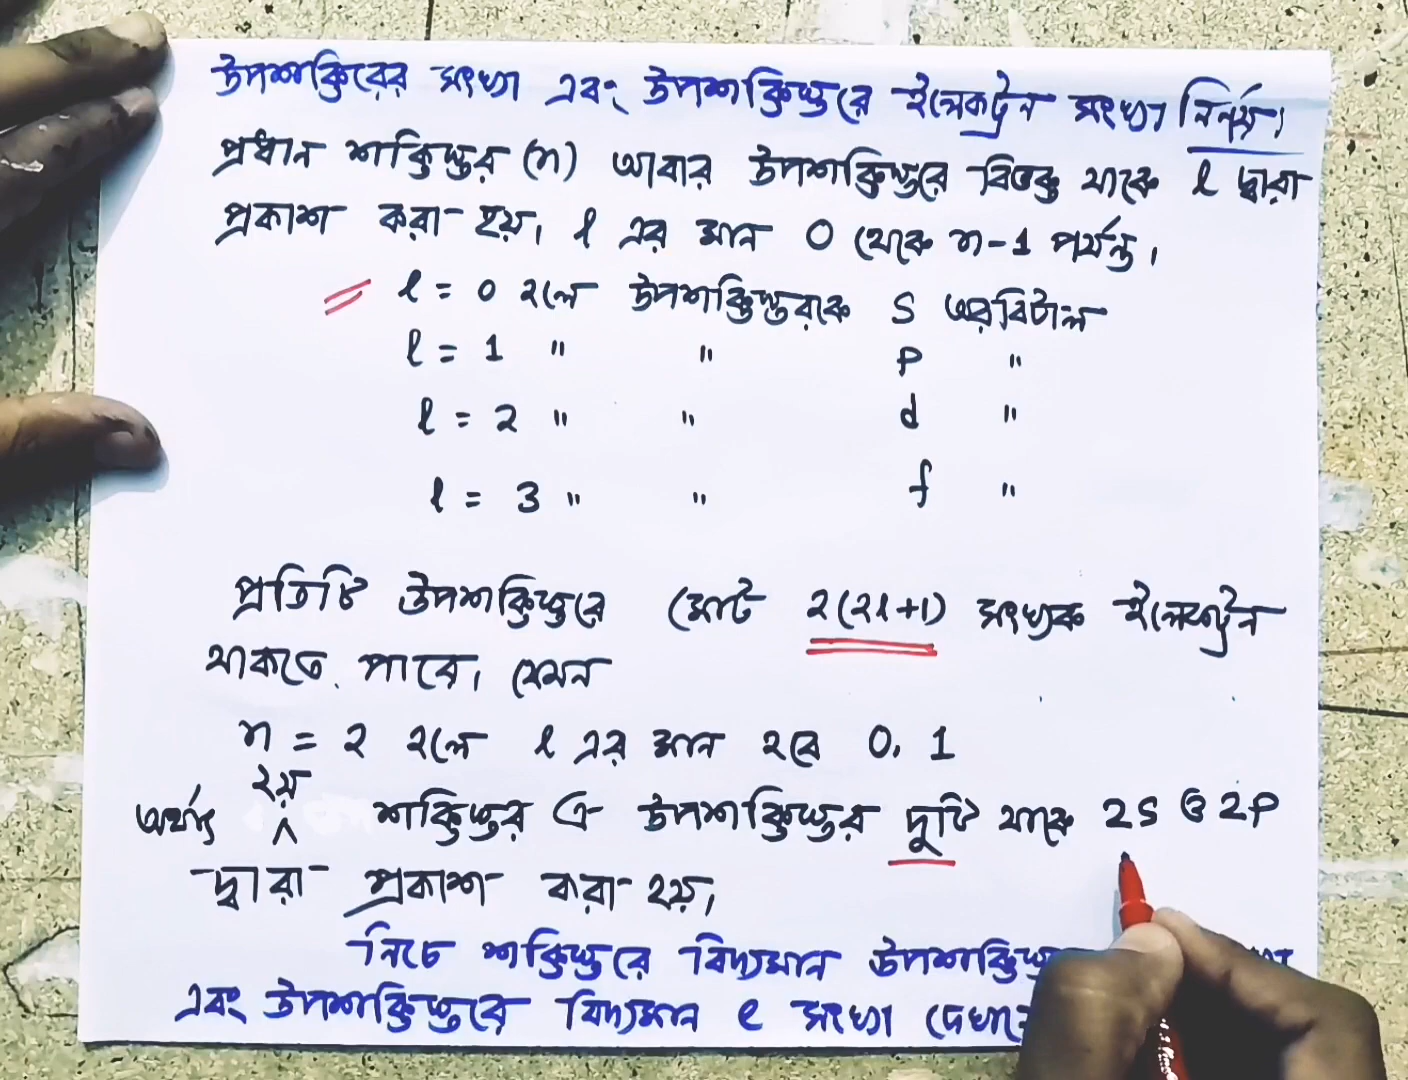 উপশক্তিরের সংখ্যা এবং উপশক্তিস্তরে ইলেকট্রন সংখ্যা নির্নয়।
প্রধান শক্তিস্তর (n) আবার উপশক্তিস্তরে বিভক্ত থাকে l দ্বারা
প্রকাশ করা হয়। l এর মান 0 থেকে n-1 পর্যন্ত।
l = 0 হলে উপশক্তিস্তরকে S অরবিটাল
l = 1 " " P "
l = 2 " " d "
l = 3 " " f "
প্রতিটি উপশক্তিস্তরে মোট 2(2l+1) সংখ্যক ইলেকট্রন
থাকতে পারে। যেমন
n = 2 হলে l এর মান হবে 0, 1
২য়
অর্থাৎ ^ শক্তিস্তর এ উপশক্তিস্তর দুটি থাকে 2S ও 2P
দ্বারা প্রকাশ করা হয়।
নিচে শক্তিস্তরে বিদ্যমান
এবং উপশক্তিস্তরে বিদ্যমান e সংখ্যা